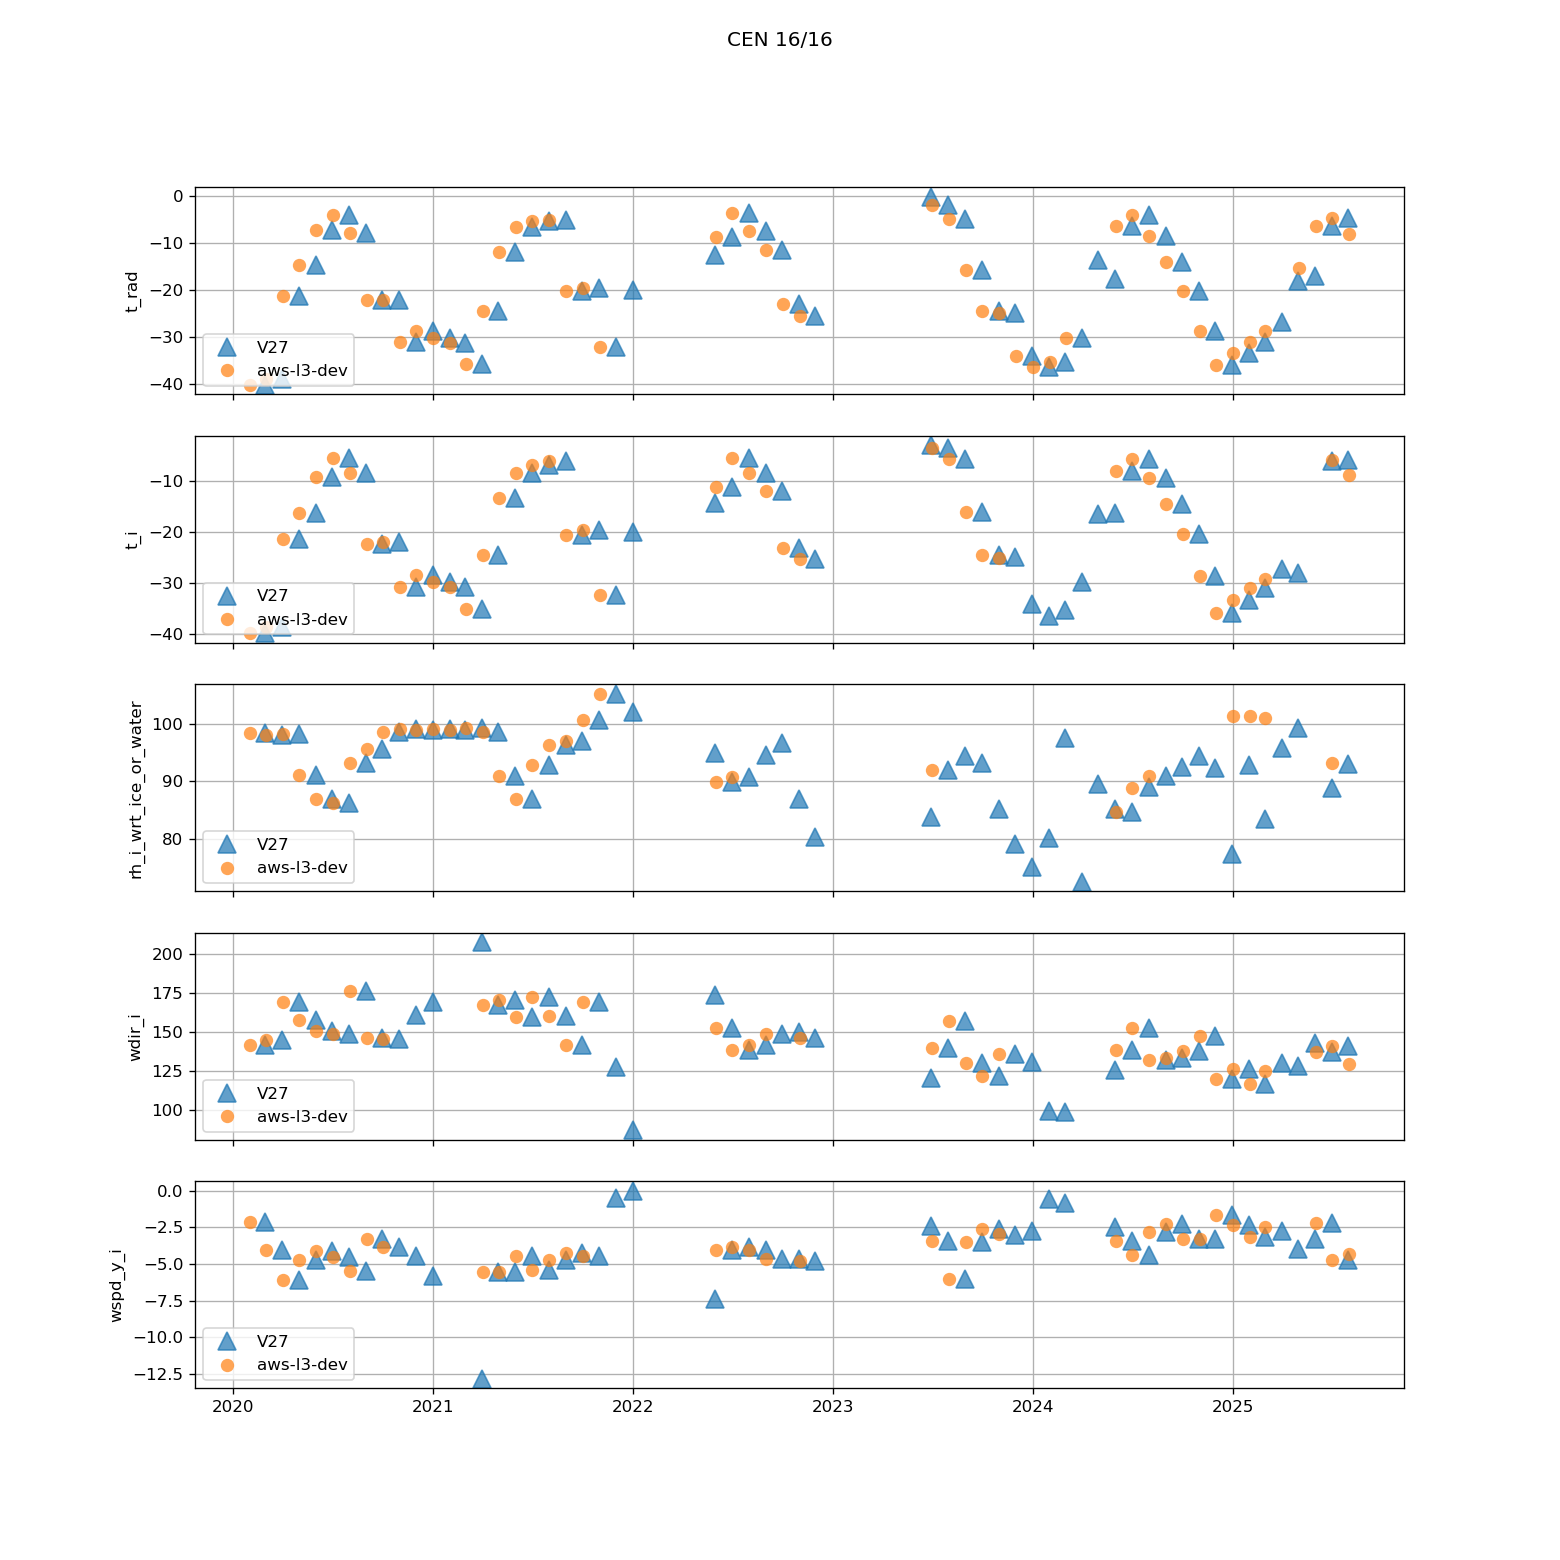 CEN 16/16
t_rad
0
−10
−20
−30
−40
V27
aws-l3-dev
t_i
−10
−20
−30
−40
V27
aws-l3-dev
rh_i_wrt_ice_or_water
100
90
80
V27
aws-l3-dev
wdir_i
200
175
150
125
100
V27
aws-l3-dev
wspd_y_i
0.0
−2.5
−5.0
−7.5
−10.0
−12.5
V27
aws-l3-dev
2020 2021 2022 2023 2024 2025